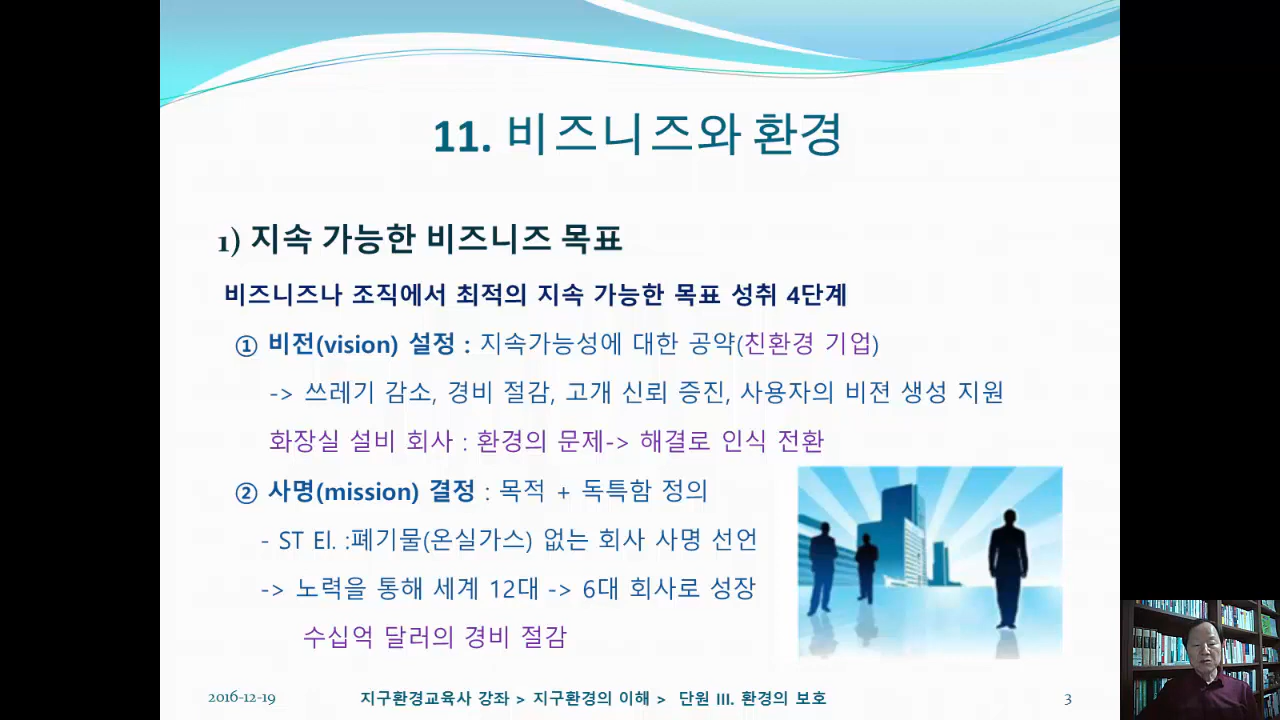 11. 비즈니즈와 환경
1) 지속 가능한 비즈니즈 목표
비즈니즈나 조직에서 최적의 지속 가능한 목표 성취 4단계
① 비전(vision) 설정 : 지속가능성에 대한 공약(친환경 기업)
-> 쓰레기 감소, 경비 절감, 고개 신뢰 증진, 사용자의 비젼 생성 지원
화장실 설비 회사 : 환경의 문제-> 해결로 인식 전환
② 사명(mission) 결정 : 목적 + 독특함 정의
- ST El. :폐기물(온실가스) 없는 회사 사명 선언
-> 노력을 통해 세계 12대 -> 6대 회사로 성장
수십억 달러의 경비 절감
2016-12-19 지구환경교육사 강좌 > 지구환경의 이해 > 단원 III. 환경의 보호 3